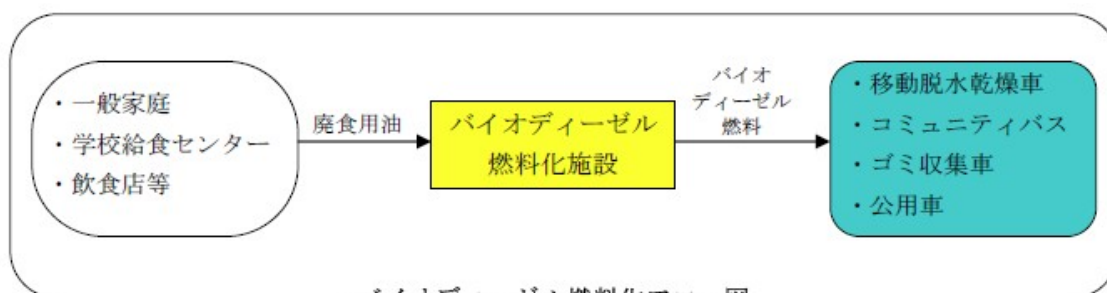 ・一般家庭
・学校給食センター
・飲食店等
廃食用油
バイオディーゼル
燃料化施設
バイオ
ディーゼル
燃料
・移動脱水乾燥車
・コミュニティバス
・ゴミ収集車
・公用車